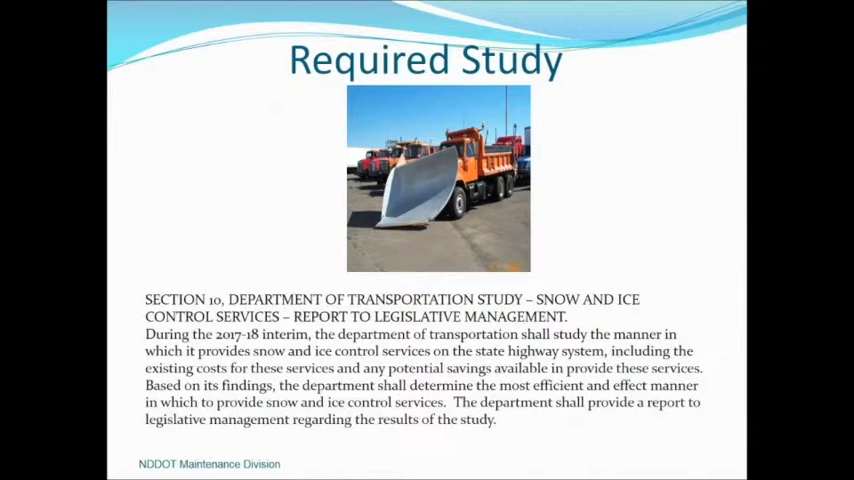 Required Study
SECTION 10, DEPARTMENT OF TRANSPORTATION STUDY – SNOW AND ICE
CONTROL SERVICES – REPORT TO LEGISLATIVE MANAGEMENT.
During the 2017-18 interim, the department of transportation shall study the manner in
which it provides snow and ice control services on the state highway system, including the
existing costs for these services and any potential savings available in provide these services.
Based on its findings, the department shall determine the most efficient and effect manner
in which to provide snow and ice control services.  The department shall provide a report to
legislative management regarding the results of the study.
NDDOT Maintenance Division